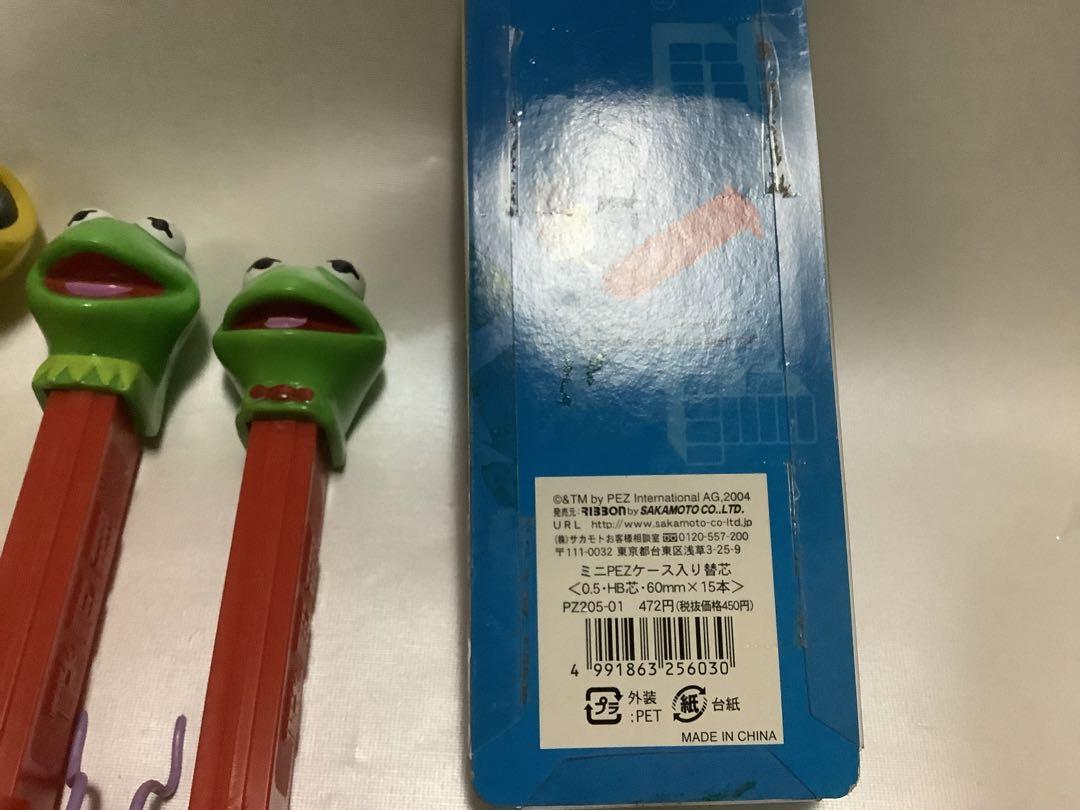 ©&TM by PEZ International AG,2004
発売元:RIBBON by SAKAMOTO CO.,LTD.
URL http://www.sakamoto-co-ltd.jp
(株)サカモトお客様相談室 0120-557-200
〒111-0032 東京都台東区浅草3-25-9
ミニPEZケース入り替芯
<0.5・HB芯・60mm×15本>
PZ205-01 472円(税抜価格450円)
4 991863 256030
プラ 外装:PET 紙 台紙
MADE IN CHINA